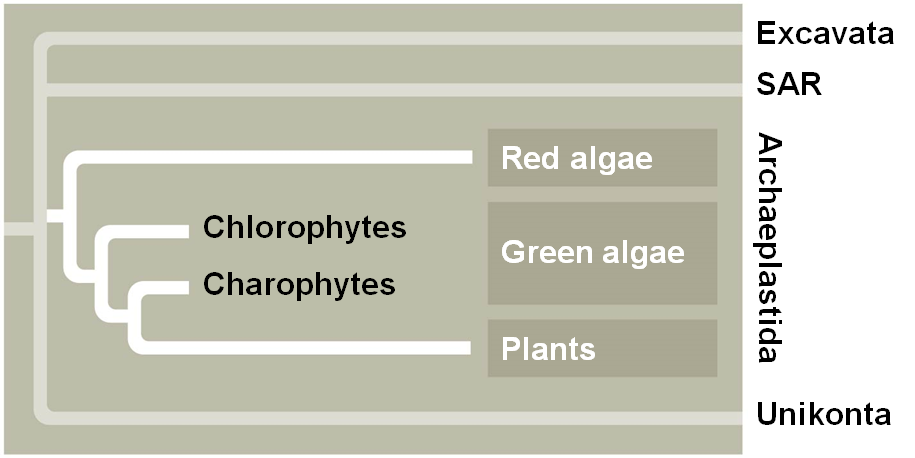 Excavata
SAR
Red algae
Chlorophytes
Green algae
Charophytes
Plants
Archaeplastida
Unikonta